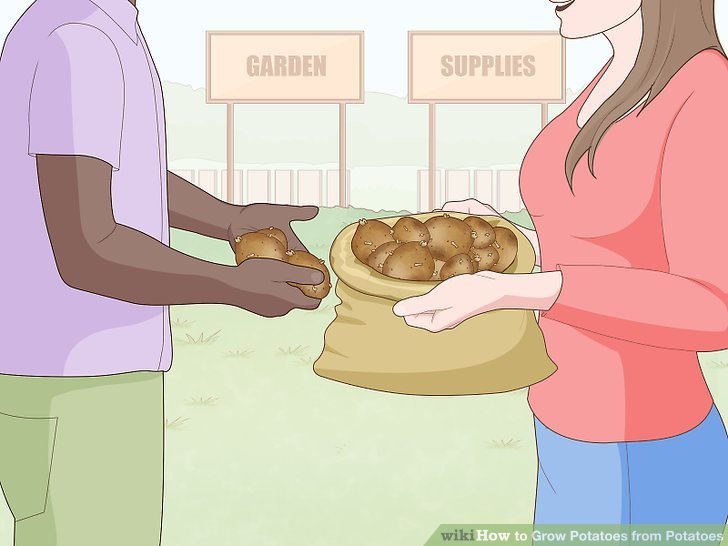 GARDEN
SUPPLIES
wikiHow to Grow Potatoes from Potatoes